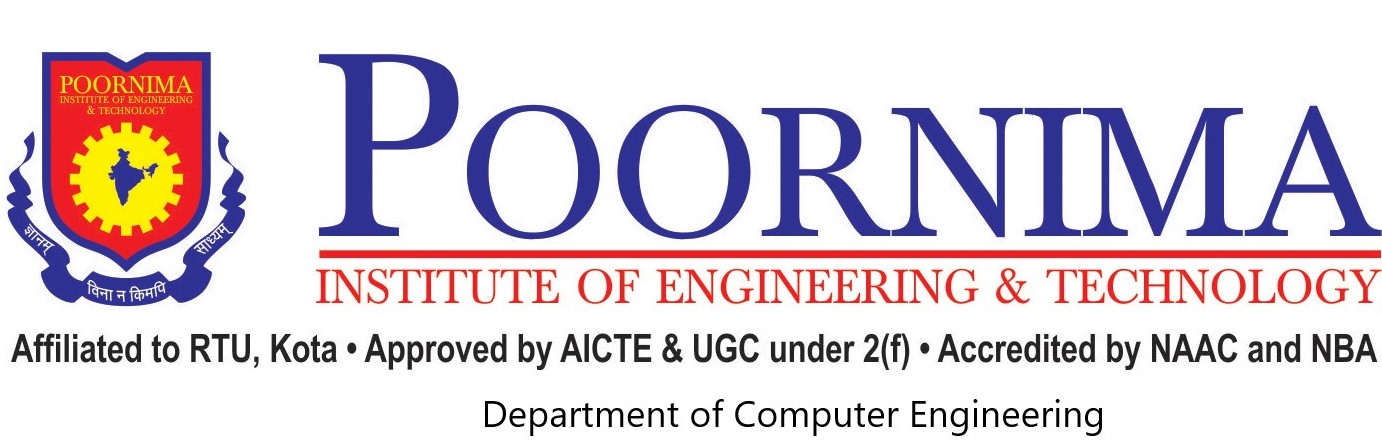 POORNIMA
INSTITUTE OF ENGINEERING
& TECHNOLOGY
ज्ञानम्
विना न किमपि
साध्यम्
POORNIMA
INSTITUTE OF ENGINEERING & TECHNOLOGY
Affiliated to RTU, Kota • Approved by AICTE & UGC under 2(f) • Accredited by NAAC and NBA
Department of Computer Engineering